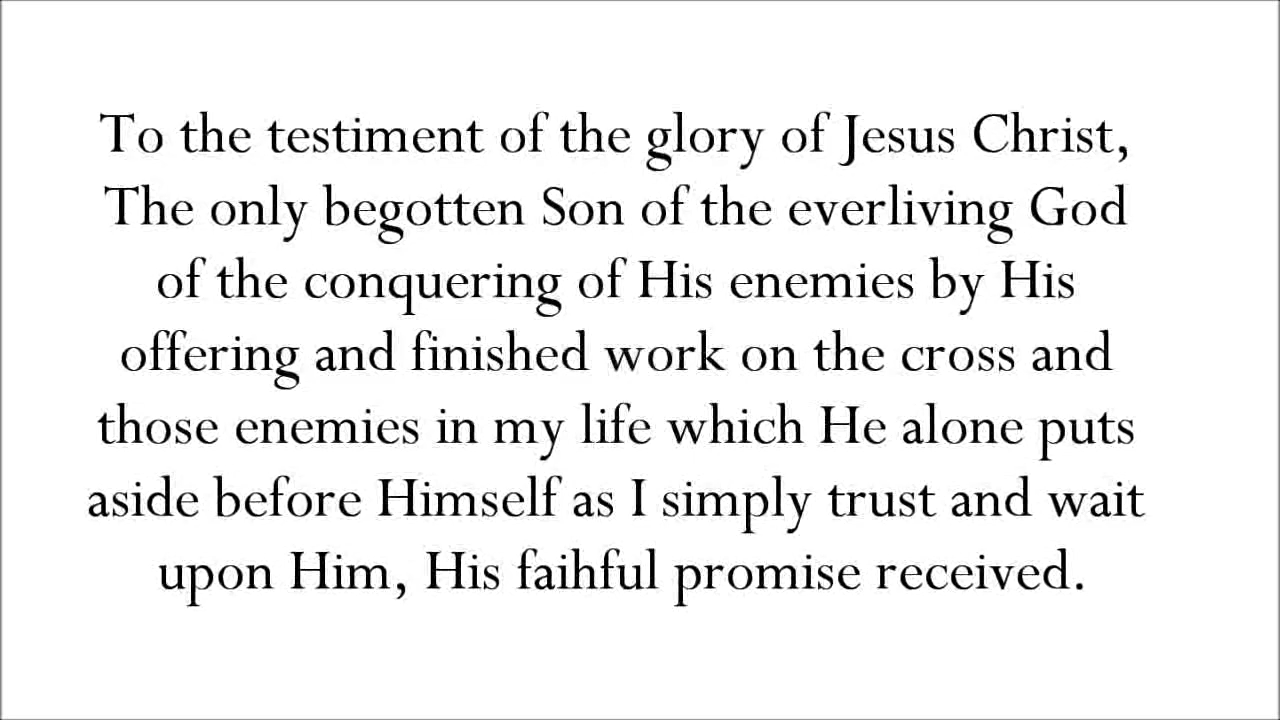 To the testiment of the glory of Jesus Christ,
The only begotten Son of the everliving God
of the conquering of His enemies by His
offering and finished work on the cross and
those enemies in my life which He alone puts
aside before Himself as I simply trust and wait
upon Him, His faihful promise received.